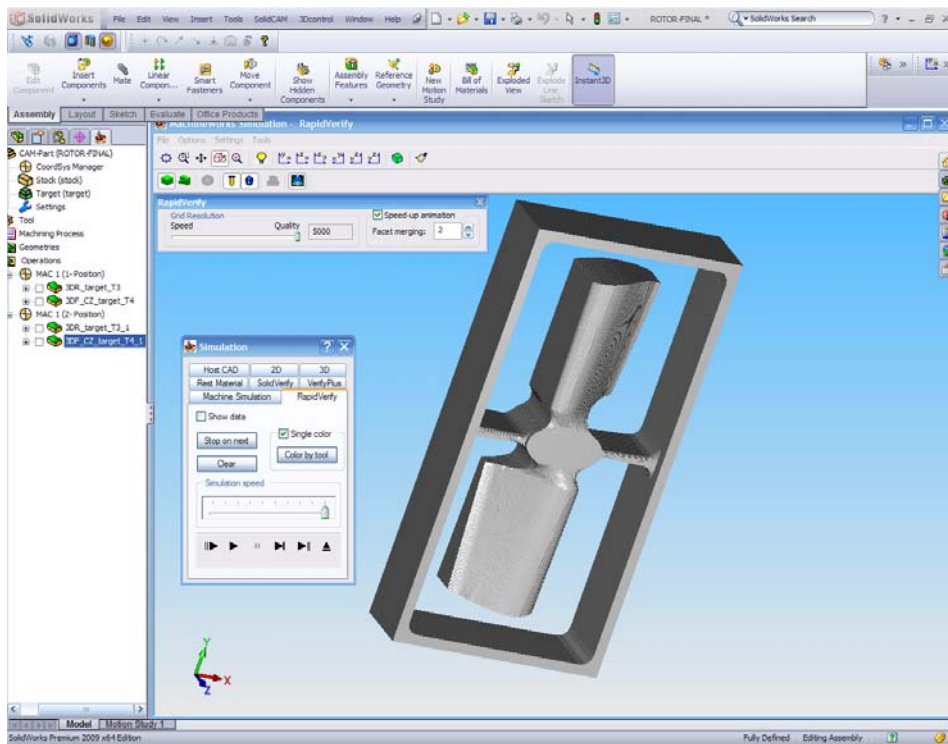 SolidWorks File Edit View Insert Tools SolidCAM 3Dcontrol Window Help ROTOR-FINAL * SolidWorks Search
Edit Component
Insert Components
Mate
Linear Compon...
Smart Fasteners
Move Component
Show Hidden Components
Assembly Features
Reference Geometry
New Motion Study
Bill of Materials
Exploded View
Explode Line Sketch
Instant3D
Assembly Layout Sketch Evaluate Office Products
MachineWorks Simulation - RapidVerify
File Options Settings Tools
CAM-Part (ROTOR-FINAL)
CoordSys Manager
Stock (stock)
Target (target)
Settings
Tool
Machining Process
Geometries
Operations
MAC 1 (1- Position)
3DR_target_T3
3DF_CZ_target_T4
MAC 1 (2- Position)
3DR_target_T3_1
3DF_CZ_target_T4_1
RapidVerify
Grid Resolution
Speed Quality 5000
Speed-up animation
Facet merging: 2
Simulation
Host CAD 2D 3D
Rest Material SolidVerify VerifyPlus
Machine Simulation RapidVerify
Show data
Stop on next
Single color
Clear
Color by tool
Simulation speed
Y
X
Z
Model Motion Study 1
SolidWorks Premium 2009 x64 Edition Fully Defined Editing Assembly